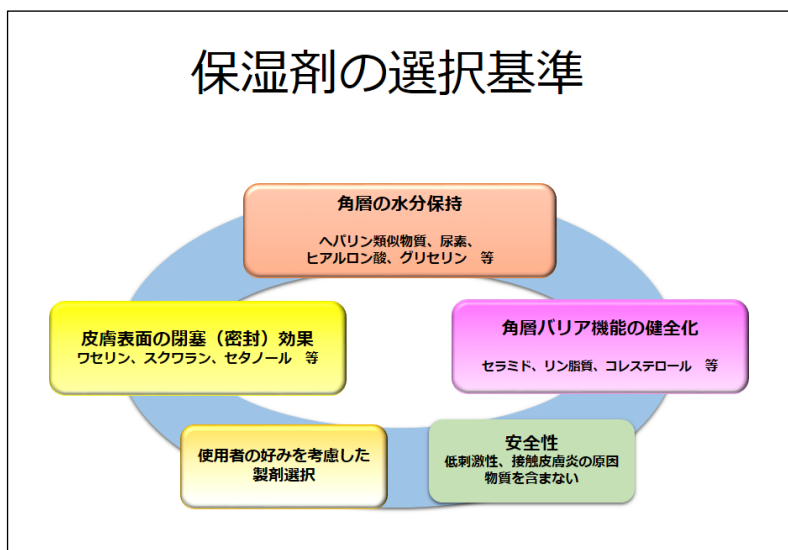 保湿剤の選択基準
角層の水分保持
ヘパリン類似物質、尿素、
ヒアルロン酸、グリセリン 等
皮膚表面の閉塞（密封）効果
ワセリン、スクワラン、セタノール 等
角層バリア機能の健全化
セラミド、リン脂質、コレステロール 等
使用者の好みを考慮した
製剤選択
安全性
低刺激性、接触皮膚炎の原因
物質を含まない